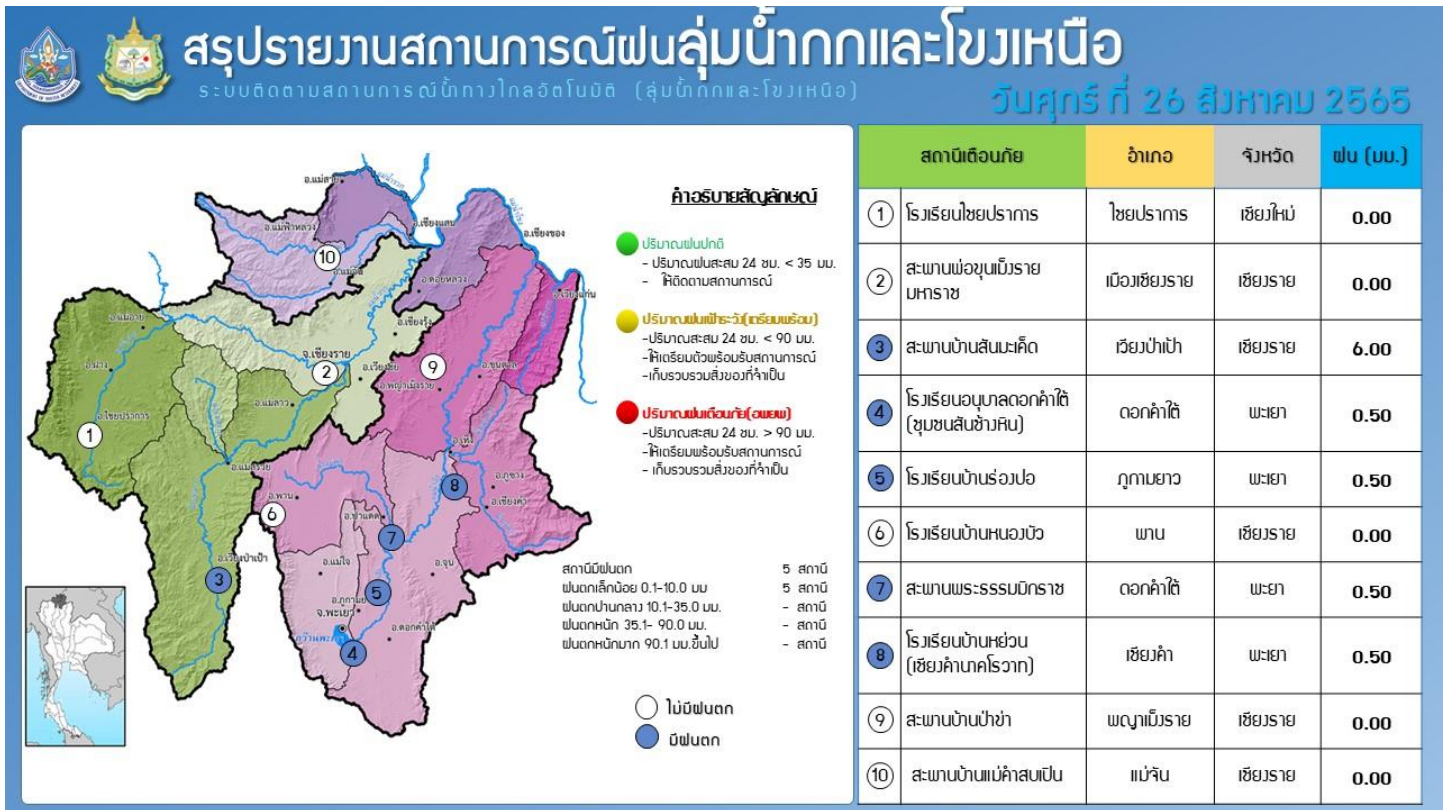 สรุปรายงานสถานการณ์ฝนลุ่มน้ำกกและโขงเหนือ
ระบบติดตามสถานการณ์น้ำทางไกลอัตโนมัติ (ลุ่มน้ำกกและโขงเหนือ)
วันศุกร์ ที่ 26 สิงหาคม 2565
คำอธิบายสัญลักษณ์
ปริมาณฝนปกติ
- ปริมาณฝนสะสม 24 ชม. < 35 มม.
- ให้ติดตามสถานการณ์
ปริมาณฝนเฝ้าระวัง(เตรียมพร้อม)
-ปริมาณสะสม 24 ชม. < 90 มม.
-ให้เตรียมตัวพร้อมรับสถานการณ์
-เก็บรวบรวมสิ่งของที่จำเป็น
ปริมาณฝนเตือนภัย(อพยพ)
-ปริมาณสะสม 24 ชม. > 90 มม.
-ให้เตรียมพร้อมรับสถานการณ์
- เก็บรวบรวมสิ่งของที่จำเป็น
อ.แม่สาย
อ.แม่ฟ้าหลวง
อ.เชียงแสน
อ.เชียงของ
10
อ.แม่จัน
อ.ดอยหลวง
อ.เวียงแก่น
อ.แม่อาย
อ.เชียงรุ้ง
จ.เชียงราย
2
อ.เวียงชัย
9
อ.ขุนตาล
อ.ฝาง
อ.พญาเม็งราย
อ.แม่ลาว
อ.ไชยปราการ
1
อ.เทิง
อ.แม่สรวย
8
อ.ภูซาง
อ.เชียงคำ
อ.พาน
6
อ.ป่าแดด
7
อ.เวียงป่าเป้า
3
อ.แม่ใจ
อ.จุน
5
จ.พะเยา
กว๊านพะเยา
อ.ดอกคำใต้
4
สถานีมีฝนตก 5 สถานี
ฝนตกเล็กน้อย 0.1-10.0 มม 5 สถานี
ฝนตกปานกลาง 10.1-35.0 มม. - สถานี
ฝนตกหนัก 35.1- 90.0 มม. - สถานี
ฝนตกหนักมาก 90.1 มม.ขึ้นไป - สถานี
ไม่มีฝนตก
มีฝนตก
สถานีเตือนภัย อำเภอ จังหวัด ฝน (มม.)
1 โรงเรียนไชยปราการ ไชยปราการ เชียงใหม่ 0.00
2 สะพานพ่อขุนเม็งราย
มหาราช เมืองเชียงราย เชียงราย 0.00
3 สะพานบ้านสันมะเค็ด เวียงป่าเป้า เชียงราย 6.00
4 โรงเรียนอนุบาลดอกคำใต้
(ชุมชนสันช้างหิน) ดอกคำใต้ พะเยา 0.50
5 โรงเรียนบ้านร่องปอ ภูกามยาว พะเยา 0.50
6 โรงเรียนบ้านหนองบัว พาน เชียงราย 0.00
7 สะพานพระธรรมมิกราช ดอกคำใต้ พะยา 0.50
8 โรงเรียนบ้านหย่วน
(เชียงคำนาคโรวาท) เชียงคำ พะเยา 0.50
9 สะพานบ้านป่าข่า พญาเม็งราย เชียงราย 0.00
10 สะพานบ้านแม่คำสบเปิน แม่จัน เชียงราย 0.00